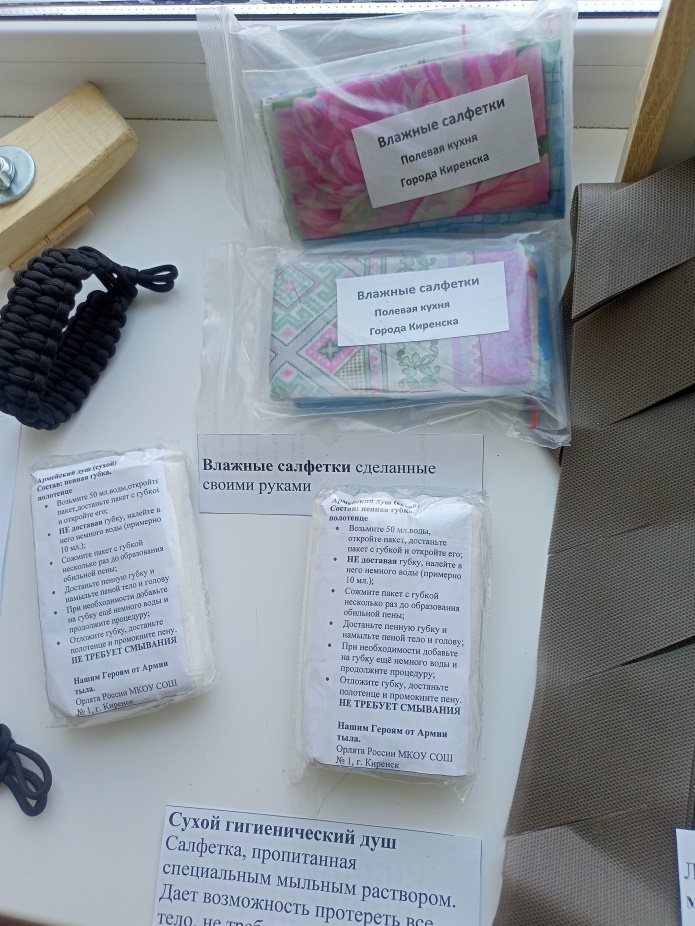 Влажные салфетки
Полевая кухня
Города Киренска
Влажные салфетки
Полевая кухня
Города Киренска
Влажные салфетки сделанные
своими руками
Армейский душ (сухой)
Состав: пенная губка,
полотенце
• Возьмите 50 мл.воды,откройте
пакет,достаньте пакет с губкой
и откройте его;
• НЕ доставая губку, налейте в
него немного воды (примерно
10 мл.);
• Сожмите пакет с губкой
несколько раз до образования
обильной пены;
• Достаньте пенную губку и
намыльте пеной тело и голову
• При необходимости добавьте
на губку ещё немного воды и
продолжите процедуру;
• Отложите губку, достаньте
полотенце и промокните пену.
НЕ ТРЕБУЕТ СМЫВАНИЯ
Нашим Героям от Армии
тыла.
Орлята России МКОУ СОШ
№ 1, г. Киренск
Армейский душ (сухой)
Состав: пенная губка,
полотенце
• Возьмите 50 мл.воды,
откройте пакет, достаньте
пакет с губкой и откройте его;
• НЕ доставая губку, налейте в
него немного воды (примерно
10 мл.);
• Сожмите пакет с губкой
несколько раз до образования
обильной пены;
• Достаньте пенную губку и
намыльте пеной тело и голову;
• При необходимости добавьте
на губку ещё немного воды и
продолжите процедуру;
• Отложите губку, достаньте
полотенце и промокните пену.
НЕ ТРЕБУЕТ СМЫВАНИЯ
Нашим Героям от Армии
тыла.
Орлята России МКОУ СОШ
№ 1, г. Киренск
Сухой гигиенический душ
Салфетка, пропитанная
специальным мыльным раствором.
Дает возможность протереть все
тело, не